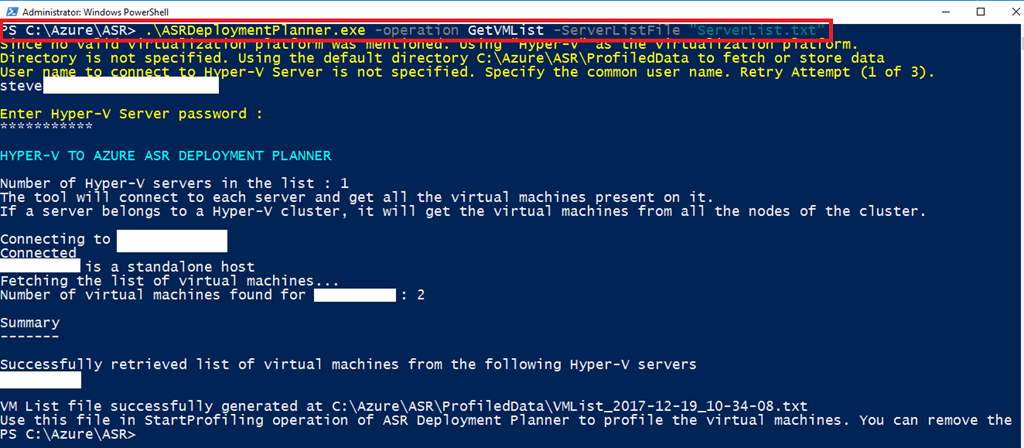 Administrator: Windows PowerShell
PS C:\Azure\ASR> .\ASRDeploymentPlanner.exe -operation GetVMList -ServerListFile "ServerList.txt"
Since no valid virtualization platform was mentioned. Using "Hyper-V" as the virtualization platform.
Directory is not specified. Using the default directory C:\Azure\ASR\ProfiledData to fetch or store data
User name to connect to Hyper-V Server is not specified. Specify the common user name. Retry Attempt (1 of 3).
steve
Enter Hyper-V Server password :
***********
HYPER-V TO AZURE ASR DEPLOYMENT PLANNER
Number of Hyper-V servers in the list : 1
The tool will connect to each server and get all the virtual machines present on it.
If a server belongs to a Hyper-V cluster, it will get the virtual machines from all the nodes of the cluster.
Connecting to
Connected
is a standalone host
Fetching the list of virtual machines...
Number of virtual machines found for : 2
Summary
-------
Successfully retrieved list of virtual machines from the following Hyper-V servers
VM List file successfully generated at C:\Azure\ASR\ProfiledData\VMList_2017-12-19_10-34-08.txt
Use this file in StartProfiling operation of ASR Deployment Planner to profile the virtual machines. You can remove the
PS C:\Azure\ASR>